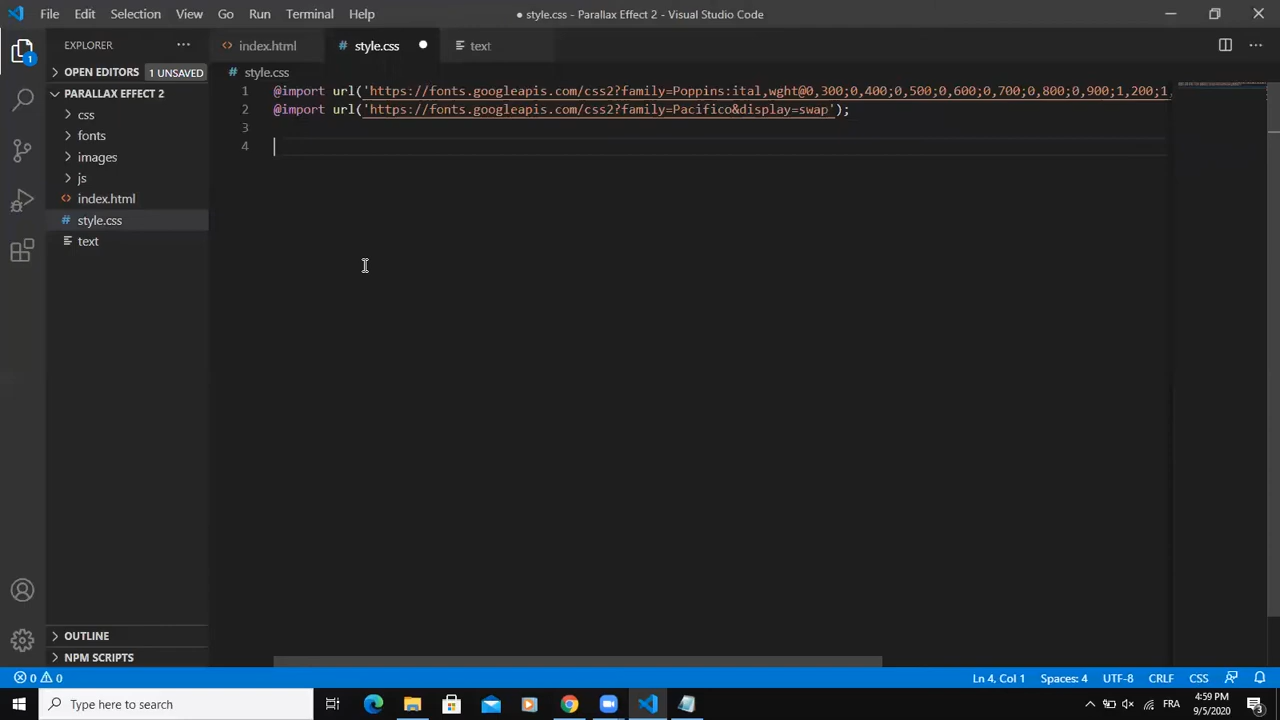 File Edit Selection View Go Run Terminal Help ● style.css - Parallax Effect 2 - Visual Studio Code
EXPLORER
index.html
style.css
text
OPEN EDITORS 1 UNSAVED
style.css
PARALLAX EFFECT 2
css
fonts
images
js
index.html
style.css
text
1 @import url('https://fonts.googleapis.com/css2?family=Poppins:ital,wght@0,300;0,400;0,500;0,600;0,700;0,800;0,900;1,200;1,
2 @import url('https://fonts.googleapis.com/css2?family=Pacifico&display=swap');
3
4
1
OUTLINE
NPM SCRIPTS
0 0
Ln 4, Col 1 Spaces: 4 UTF-8 CRLF CSS
Type here to search
FRA
4:59 PM
9/5/2020
3